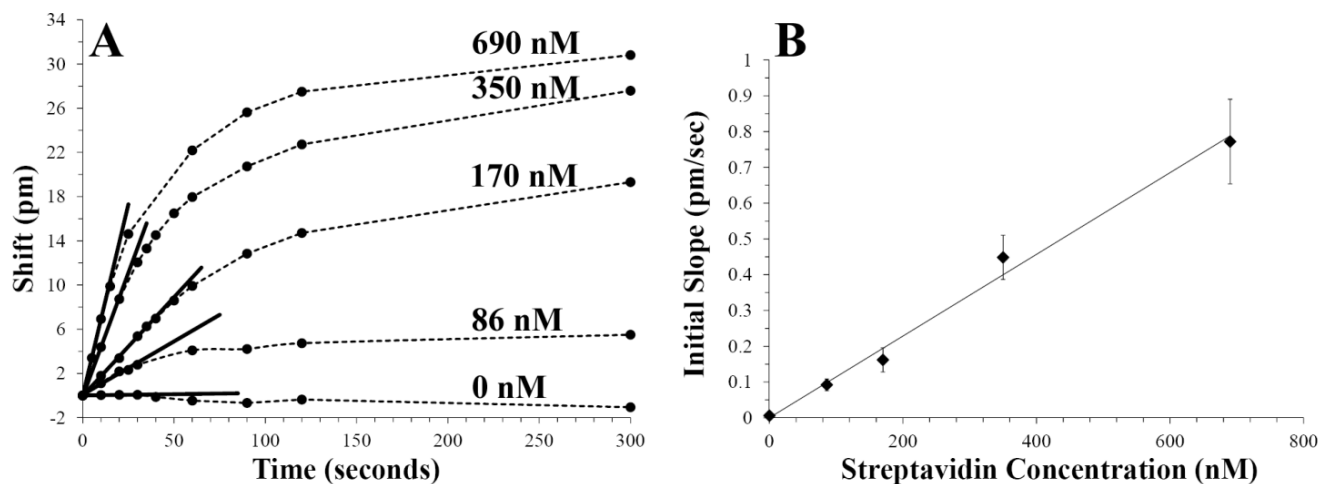 A
34
30
26
22
18
14
10
6
2
-2
Shift (pm)
690 nM
350 nM
170 nM
86 nM
0 nM
0 50 100 150 200 250 300
Time (seconds)
B
1
0.9
0.8
0.7
0.6
0.5
0.4
0.3
0.2
0.1
0
Initial Slope (pm/sec)
0 200 400 600 800
Streptavidin Concentration (nM)